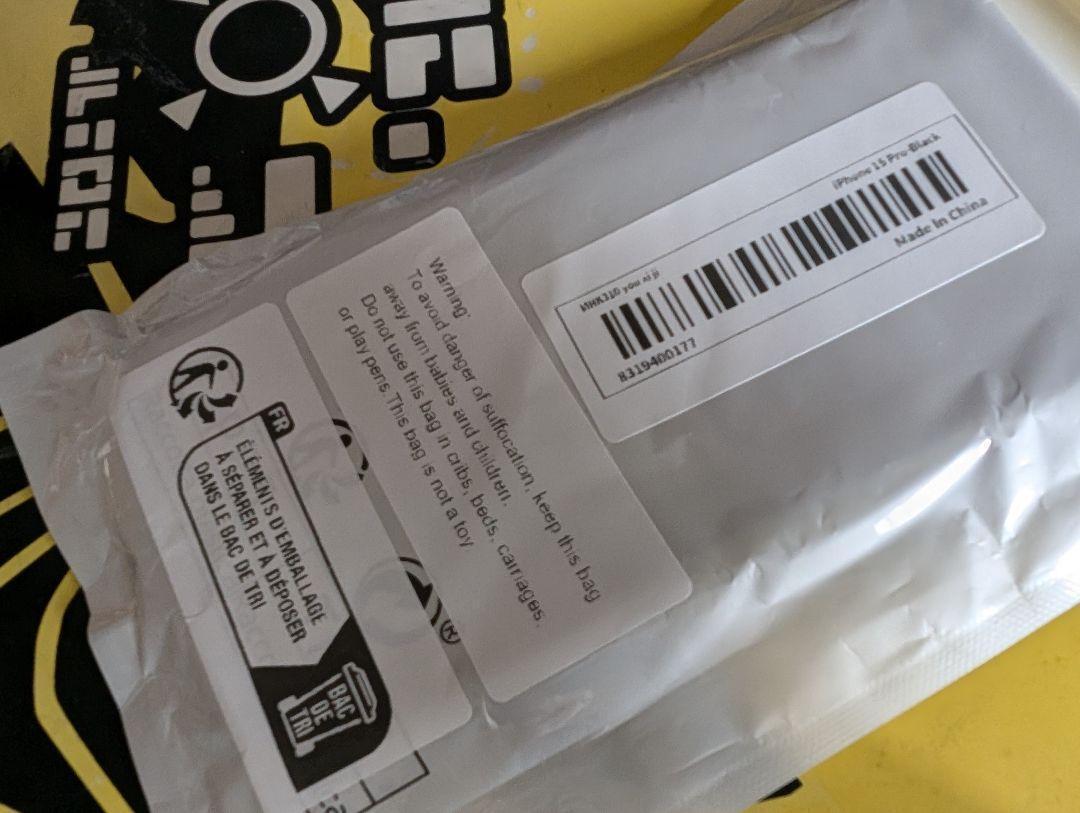 iPhone 15 Pro-Black
MHK310 you ni ji
8319400177
Made In China
Warning:
To avoid danger of suffocation, keep this bag
away from babies and children.
Do not use this bag in cribs, beds, carriages.
or play pens.This bag is not a toy
FR
ÉLÉMENTS D'EMBALLAGE
À SÉPARER ET À DÉPOSER
DANS LE BAC DE TRI
BAC
DE
TRI
®